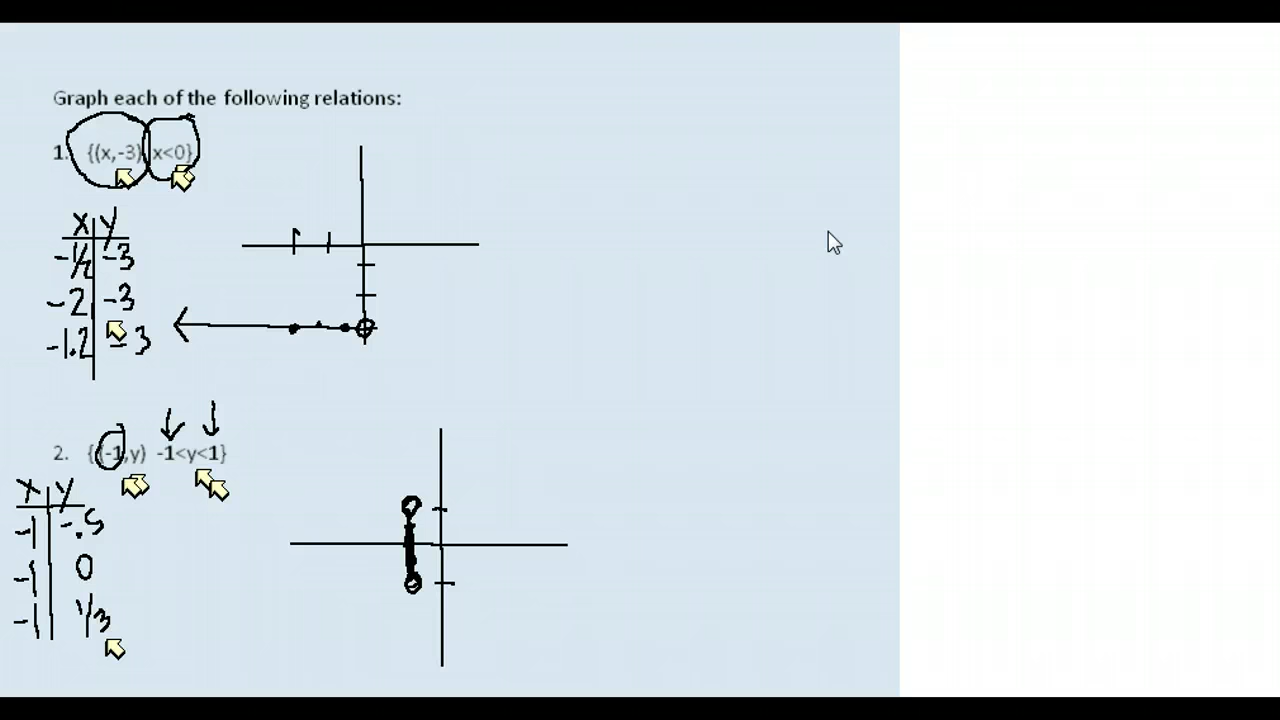 Graph each of the following relations:
1. {(x,-3) x<0}
x y
-1/2 -3
-2 -3
-1.2 -3
2. {(-1,y) -1<y<1}
x y
-1 -.5
-1 0
-1 1/3